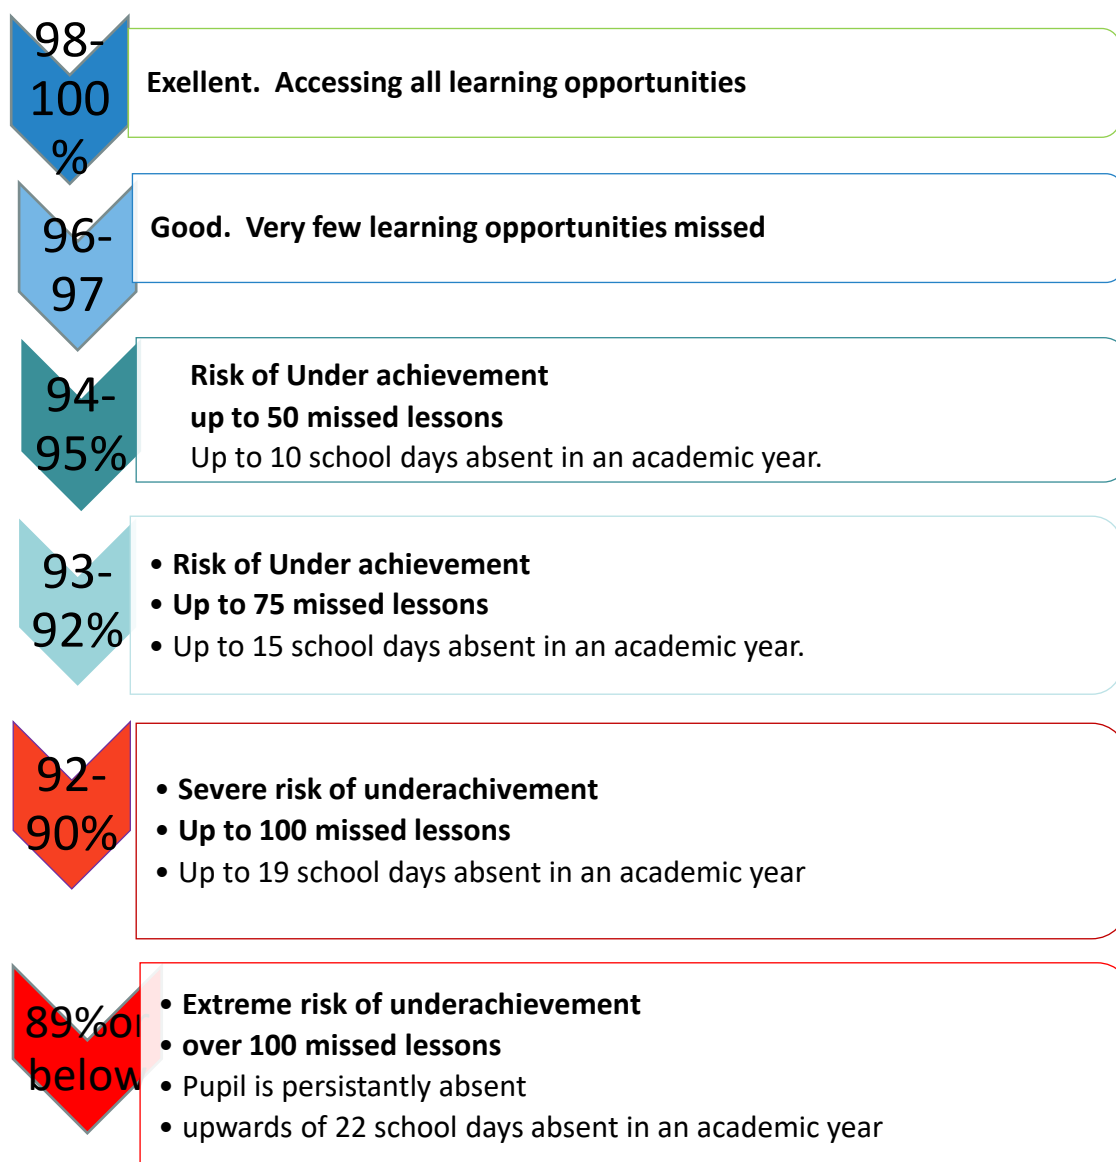 98-
100
%
Exellent.  Accessing all learning opportunities
96-
97
Good.  Very few learning opportunities missed
94-
95%
Risk of Under achievement
up to 50 missed lessons
Up to 10 school days absent in an academic year.
93-
92%
• Risk of Under achievement
• Up to 75 missed lessons
• Up to 15 school days absent in an academic year.
92-
90%
• Severe risk of underachivement
• Up to 100 missed lessons
• Up to 19 school days absent in an academic year
89%or
below
• Extreme risk of underachievement
• over 100 missed lessons
• Pupil is persistantly absent
• upwards of 22 school days absent in an academic year